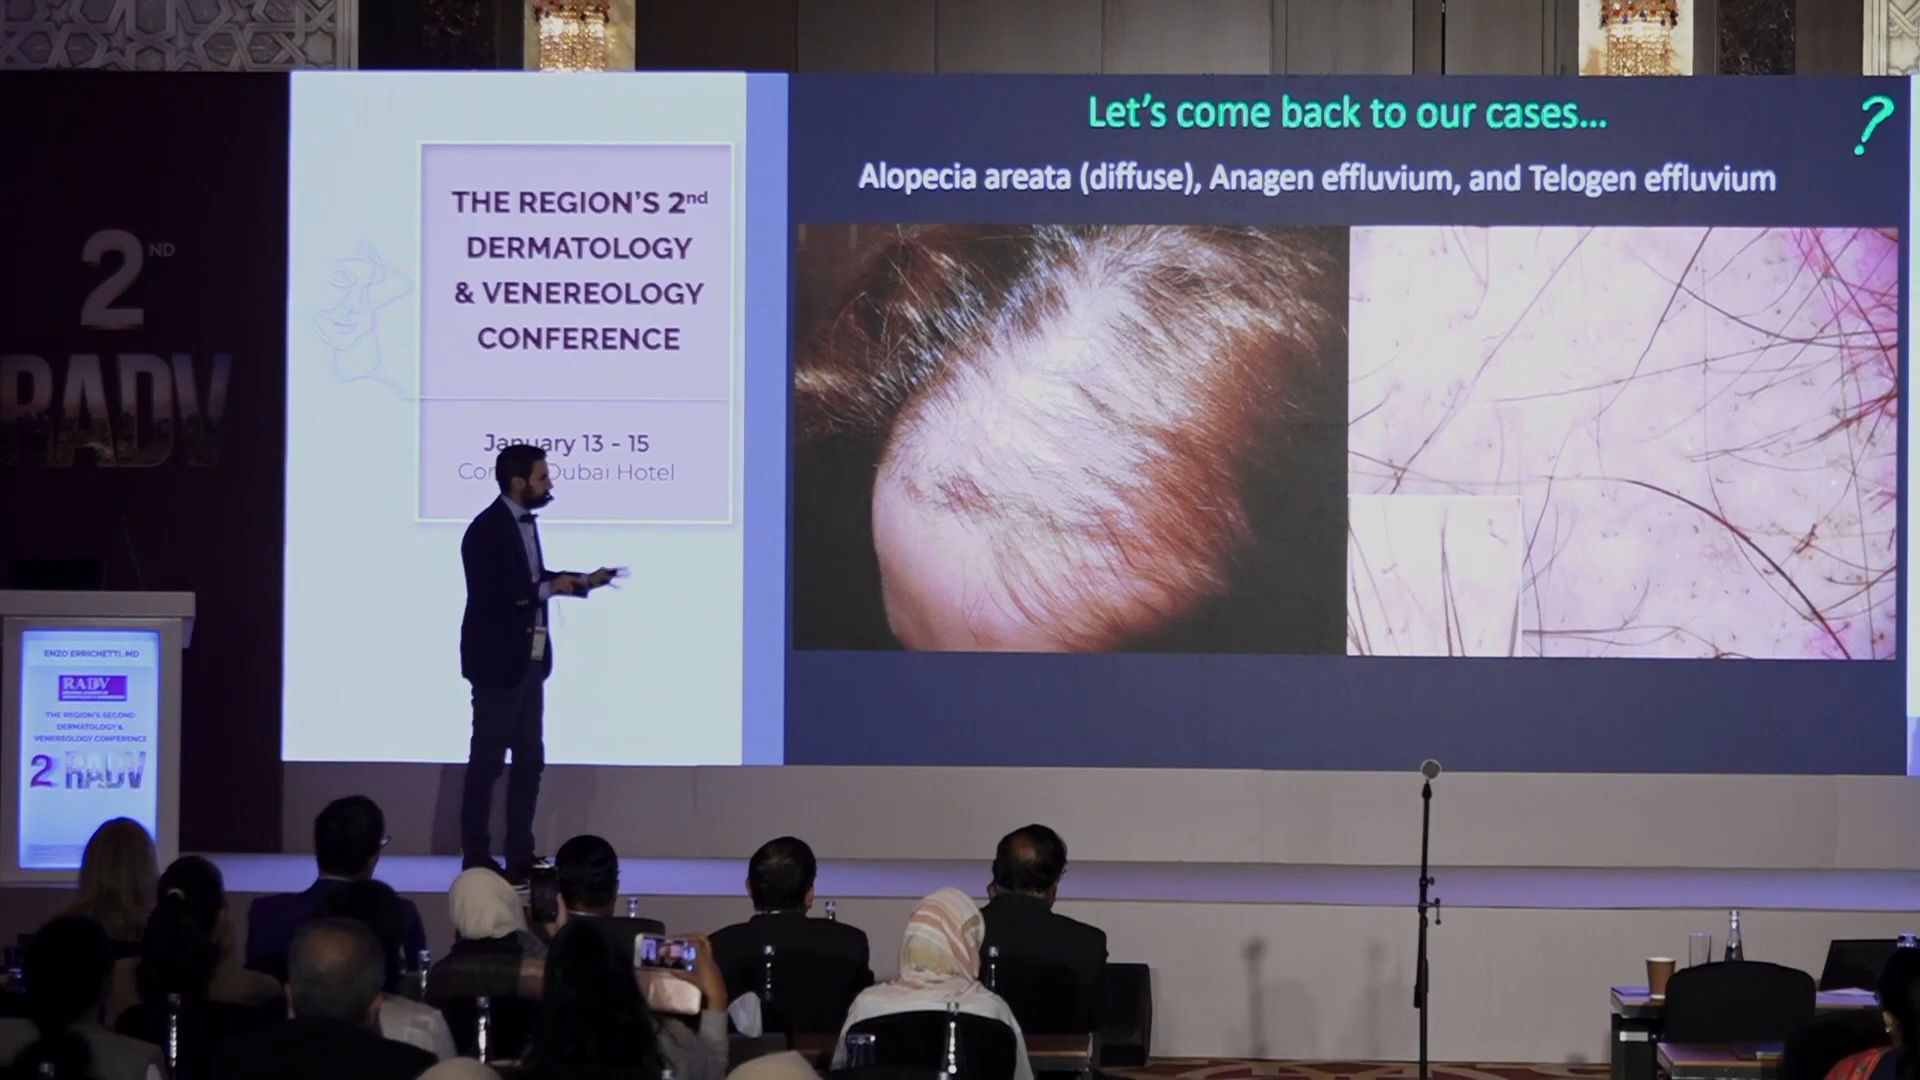 2ND
RADV
THE REGION'S 2nd
DERMATOLOGY
& VENEREOLOGY
CONFERENCE
January 13 - 15
Dubai Hotel
Let's come back to our cases...
?
Alopecia areata (diffuse), Anagen effluvium, and Telogen effluvium
ENZO ERRICHETTI, MD
RADV
THE REGION'S SECOND
DERMATOLOGY &
VENEREOLOGY CONFERENCE
2 RADV